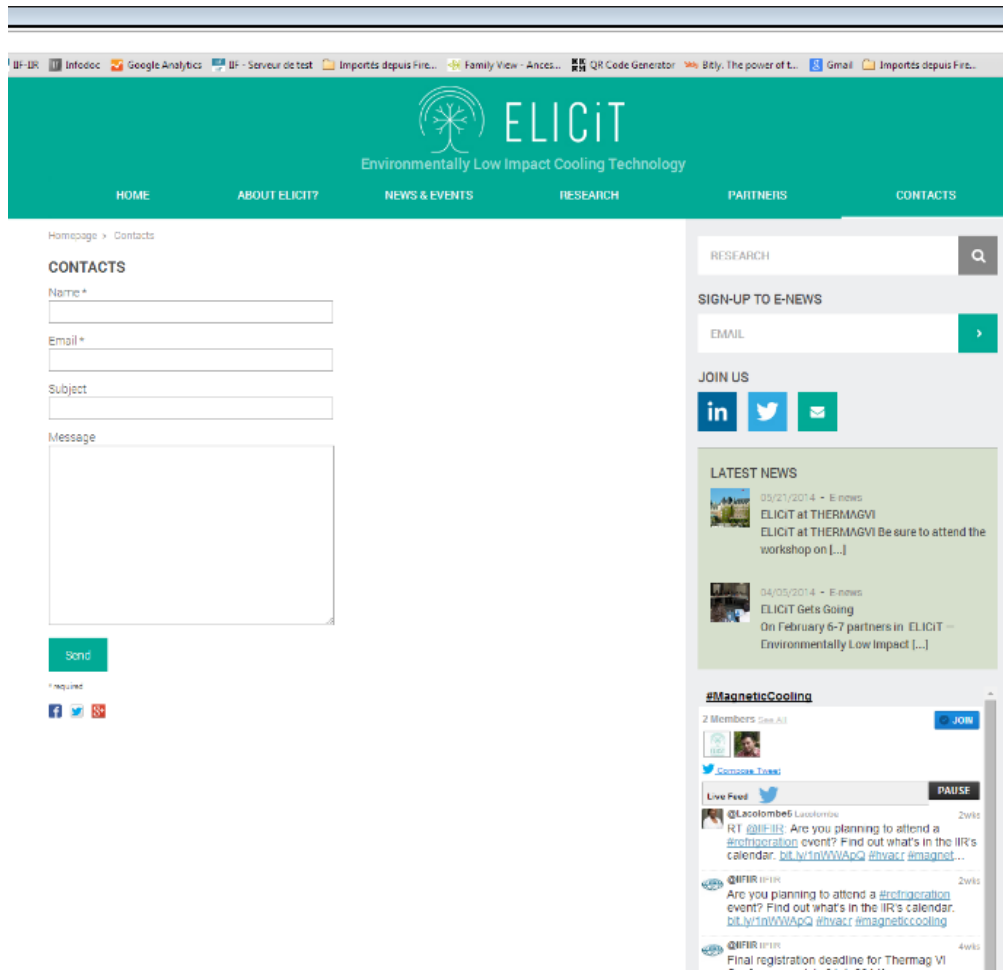 IIF-IIR Infodoc Google Analytics IIF - Serveur de test Importés depuis Fire... Family View - Ances... QR Code Generator Bitly. The power of t... Gmail Importés depuis Fire...
ELICiT
Environmentally Low Impact Cooling Technology
HOME ABOUT ELICIT? NEWS & EVENTS RESEARCH PARTNERS CONTACTS
Homepage > Contacts
CONTACTS
Name *
Email *
Subject
Message
Send
* required
RESEARCH
SIGN-UP TO E-NEWS
EMAIL
JOIN US
in
LATEST NEWS
05/21/2014 - E-news
ELICiT at THERMAGVI
ELICiT at THERMAGVI Be sure to attend the
workshop on [...]
04/05/2014 - E-news
ELICiT Gets Going
On February 6-7 partners in ELICiT –
Environmentally Low Impact [...]
#MagneticCooling
2 Members See All
JOIN
Compose Tweet
Live Feed
PAUSE
@Lacolombe6 Lacolombe 2wks
RT @IIFIIR: Are you planning to attend a
#refrigeration event? Find out what's in the IIR's
calendar. bit.ly/1nWWApQ #hvacr #magnet...
@IIFIIR IIFIIR 2wks
Are you planning to attend a #refrigeration
event? Find out what's in the IIR's calendar.
bit.ly/1nWWApQ #hvacr #magneticcooling
@IIFIIR IIFIIR 4wks
Final registration deadline for Thermag VI